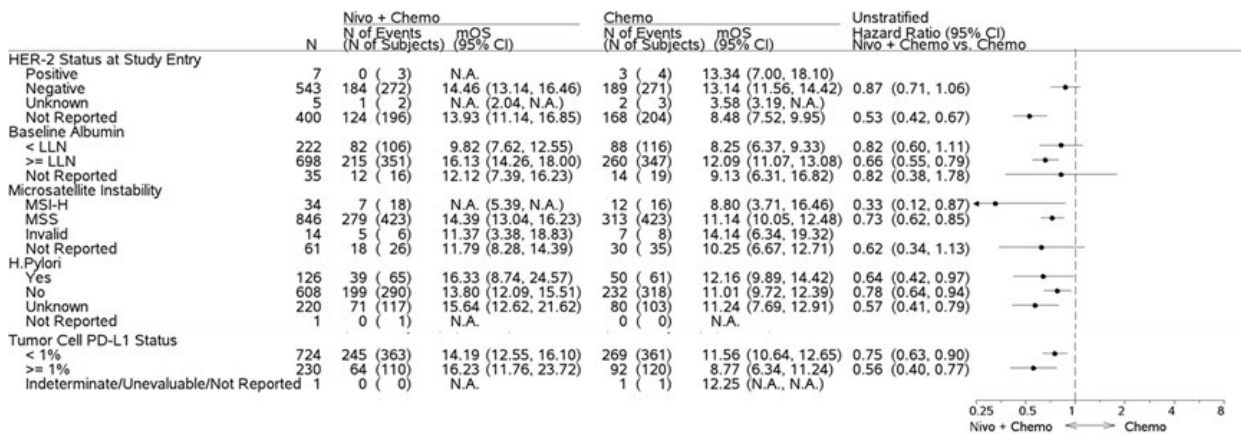 Nivo + Chemo Chemo Unstratified
N of Events mOS N of Events mOS Hazard Ratio (95% CI)
N (N of Subjects) (95% CI) (N of Subjects) (95% CI) Nivo + Chemo vs. Chemo
HER-2 Status at Study Entry
Positive 7 0 ( 3) N.A. 3 ( 4) 13.34 (7.00, 18.10)
Negative 543 184 (272) 14.46 (13.14, 16.46) 189 (271) 13.14 (11.56, 14.42) 0.87 (0.71, 1.06)
Unknown 5 1 ( 2) N.A. (2.04, N.A.) 2 ( 3) 3.58 (3.19, N.A.)
Not Reported 400 124 (196) 13.93 (11.14, 16.85) 168 (204) 8.48 (7.52, 9.95) 0.53 (0.42, 0.67)
Baseline Albumin
< LLN 222 82 (106) 9.82 (7.62, 12.55) 88 (116) 8.25 (6.37, 9.33) 0.82 (0.60, 1.11)
>= LLN 698 215 (351) 16.13 (14.26, 18.00) 260 (347) 12.09 (11.07, 13.08) 0.66 (0.55, 0.79)
Not Reported 35 12 ( 16) 12.12 (7.39, 16.23) 14 ( 19) 9.13 (6.31, 16.82) 0.82 (0.38, 1.78)
Microsatellite Instability
MSI-H 34 7 ( 18) N.A. (5.39, N.A.) 12 ( 16) 8.80 (3.71, 16.46) 0.33 (0.12, 0.87)
MSS 846 279 (423) 14.39 (13.04, 16.23) 313 (423) 11.14 (10.05, 12.48) 0.73 (0.62, 0.85)
Invalid 14 5 ( 6) 11.37 (3.38, 18.83) 7 ( 8) 14.14 (6.34, 19.32)
Not Reported 61 18 ( 26) 11.79 (8.28, 14.39) 30 ( 35) 10.25 (6.67, 12.71) 0.62 (0.34, 1.13)
H.Pylori
Yes 126 39 ( 65) 16.33 (8.74, 24.57) 50 ( 61) 12.16 (9.89, 14.42) 0.64 (0.42, 0.97)
No 608 199 (290) 13.80 (12.09, 15.51) 232 (318) 11.01 (9.72, 12.39) 0.78 (0.64, 0.94)
Unknown 220 71 (117) 15.64 (12.62, 21.62) 80 (103) 11.24 (7.69, 12.91) 0.57 (0.41, 0.79)
Not Reported 1 0 ( 1) N.A. 0 ( 0) N.A.
Tumor Cell PD-L1 Status
< 1% 724 245 (363) 14.19 (12.55, 16.10) 269 (361) 11.56 (10.64, 12.65) 0.75 (0.63, 0.90)
>= 1% 230 64 (110) 16.23 (11.76, 23.72) 92 (120) 8.77 (6.34, 11.24) 0.56 (0.40, 0.77)
Indeterminate/Unevaluable/Not Reported 1 0 ( 0) N.A. 1 ( 1) 12.25 (N.A., N.A.)
0.25 0.5 1 2 4 8
Nivo + Chemo Chemo